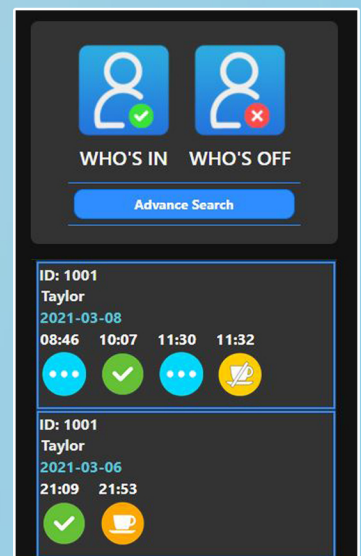 WHO'S IN WHO'S OFF
Advance Search
ID: 1001
Taylor
2021-03-08
08:46 10:07 11:30 11:32
ID: 1001
Taylor
2021-03-06
21:09 21:53